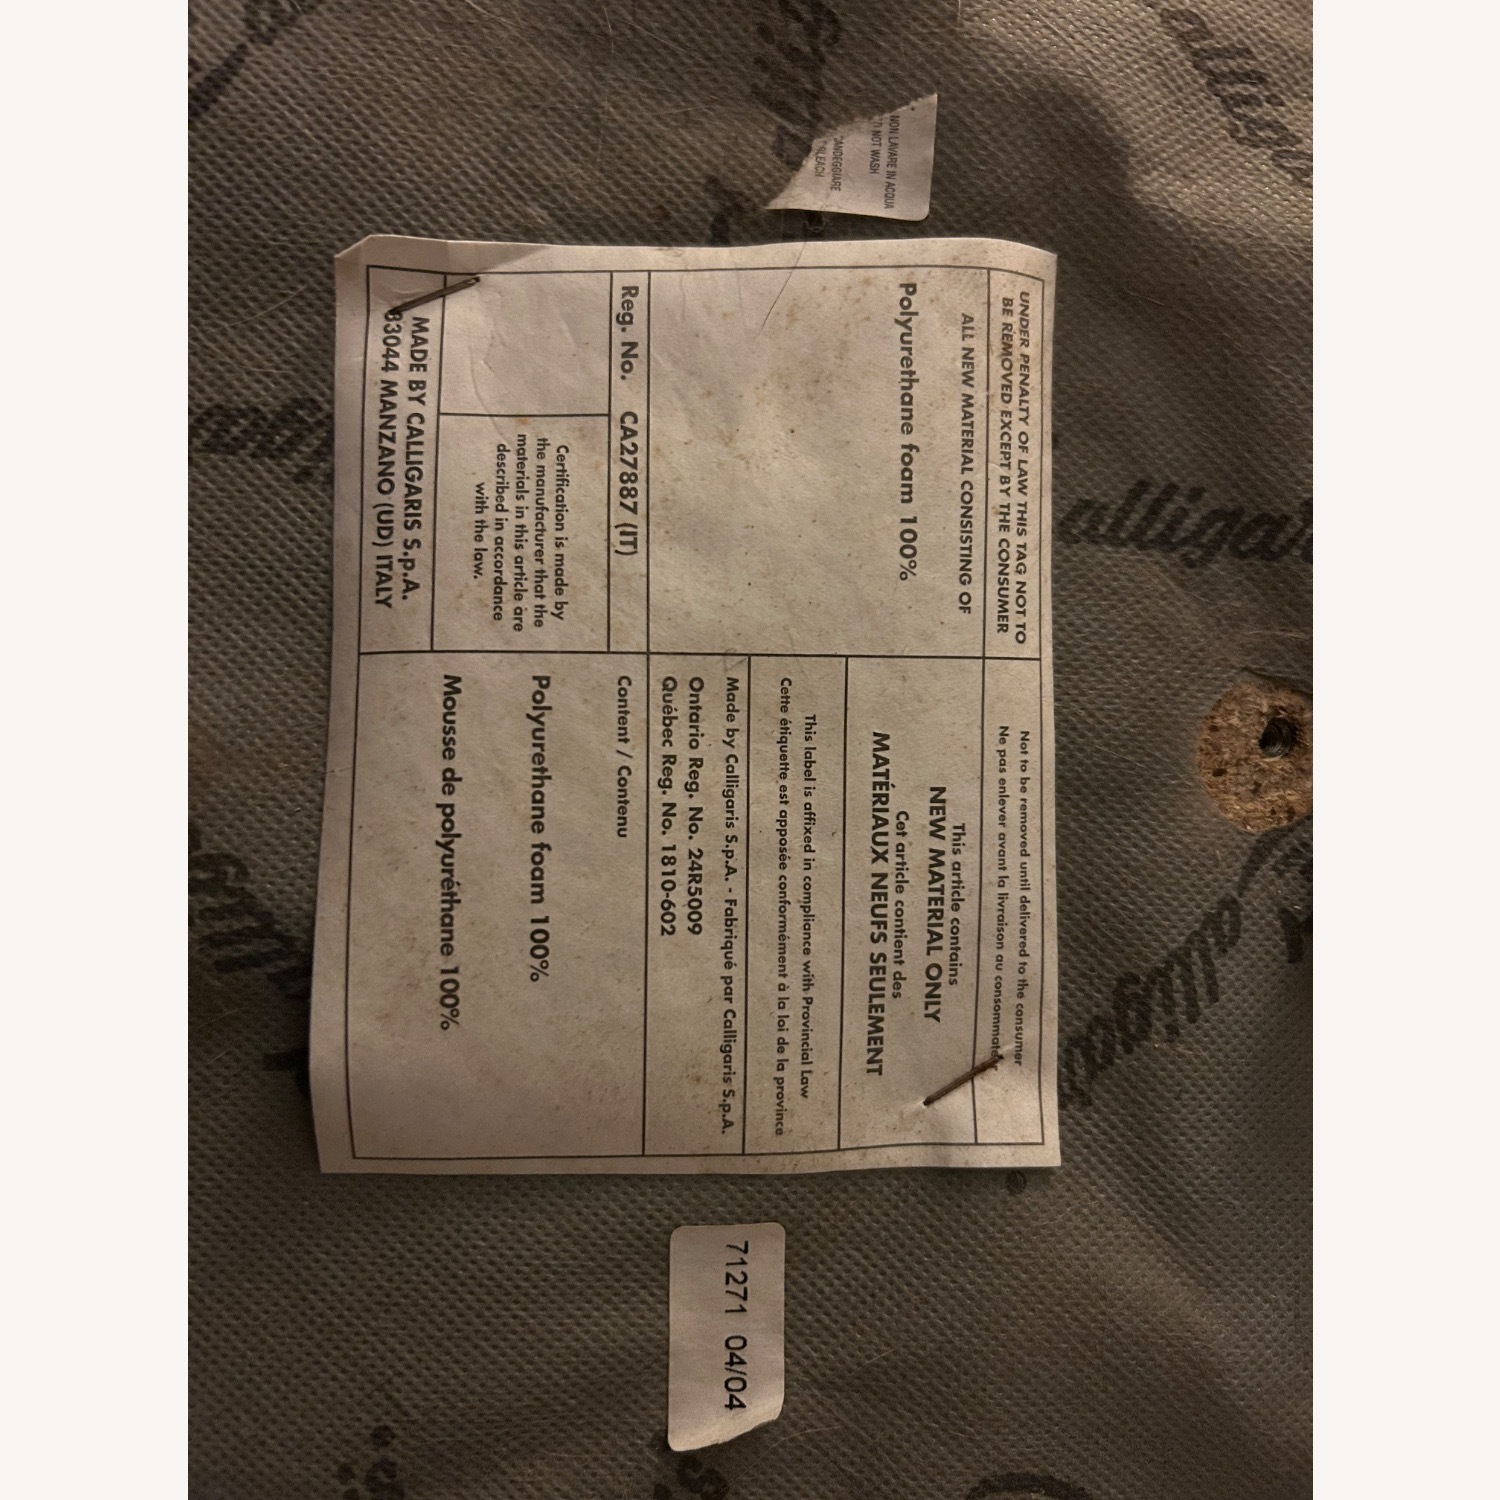 NON LAVARE IN ACQUA
NOT WASH
UNDER PENALTY OF LAW THIS TAG NOT TO
BE REMOVED EXCEPT BY THE CONSUMER
ALL NEW MATERIAL CONSISTING OF
Polyurethane foam 100%
Reg. No. CA27887 (IT)
Certification is made by
the manufacturer that the
materials in this article are
described in accordance
with the law.
MADE BY CALLIGARIS S.p.A.
33044 MANZANO (UD) ITALY
Not to be removed until delivered to the consumer
Ne pas enlever avant la livraison au consommateur
This article contains
NEW MATERIAL ONLY
Cet article contient des
MATÉRIAUX NEUFS SEULEMENT
This label is affixed in compliance with Provincial Law
Cette étiquette est apposée conformément à la loi de la province
Made by Calligaris S.p.A. - Fabriqué par Calligaris S.p.A.
Ontario Reg. No. 24R5009
Québec Reg. No. 1810-602
Content / Contenu
Polyurethane foam 100%
Mousse de polyuréthane 100%
71271 04/04